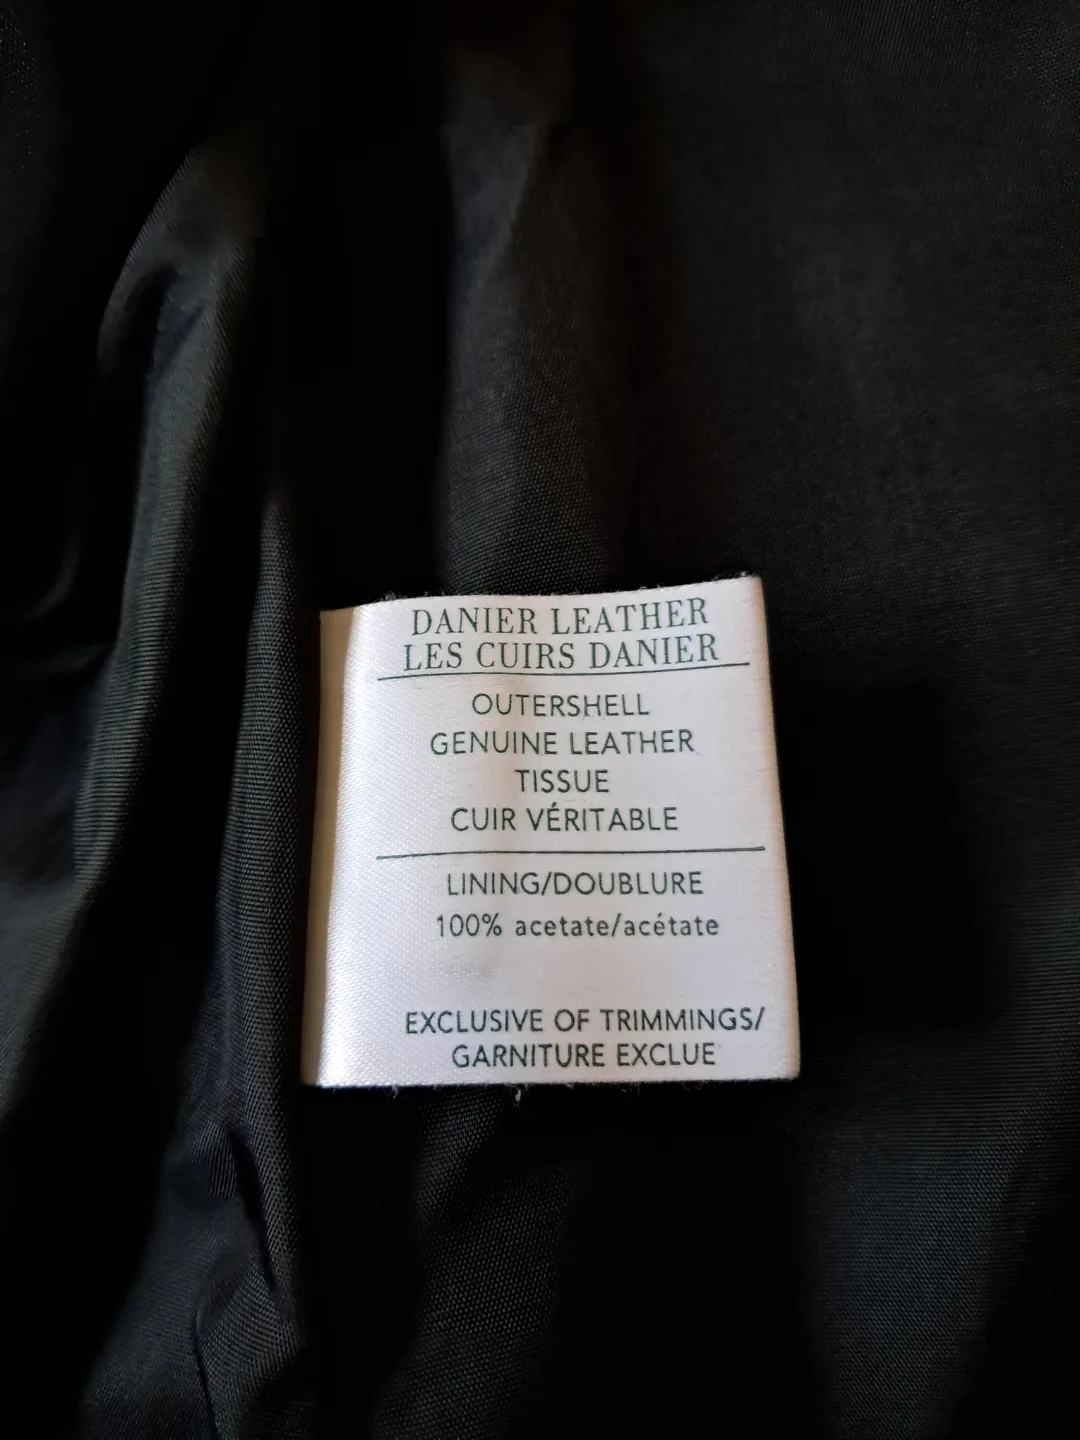 DANIER LEATHER
LES CUIRS DANIER
OUTERSHELL
GENUINE LEATHER
TISSUE
CUIR VÉRITABLE
LINING/DOUBLURE
100% acetate/acétate
EXCLUSIVE OF TRIMMINGS/
GARNITURE EXCLUE